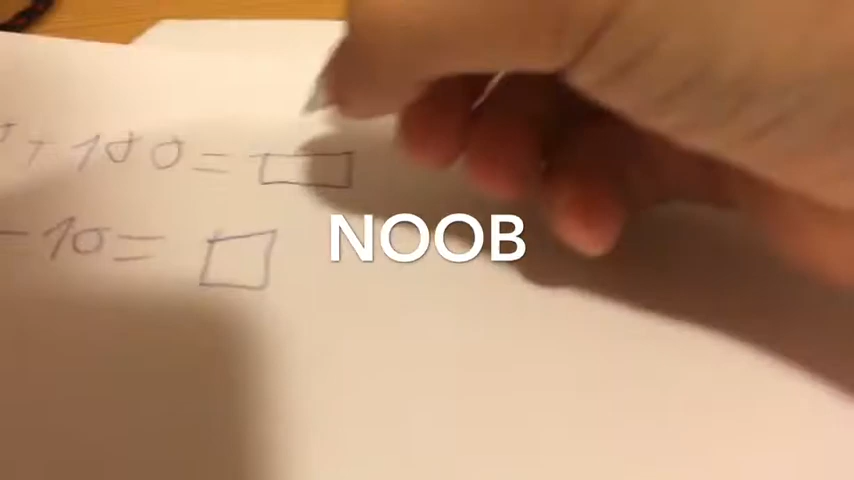 + 100 =
- 10 =
NOOB